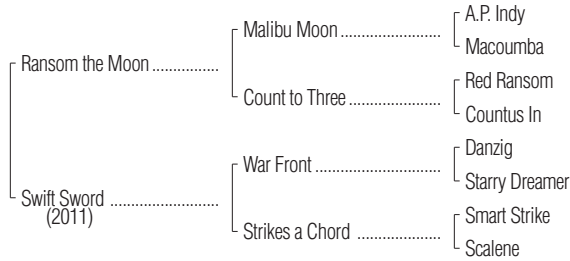 A.P. Indy
Malibu Moon ....................
Macoumba
Ransom the Moon ..............
Red Ransom
Count to Three ...................
Countus In
Danzig
War Front .........................
Starry Dreamer
Swift Sword .......................
(2011)
Smart Strike
Strikes a Chord .................
Scalene